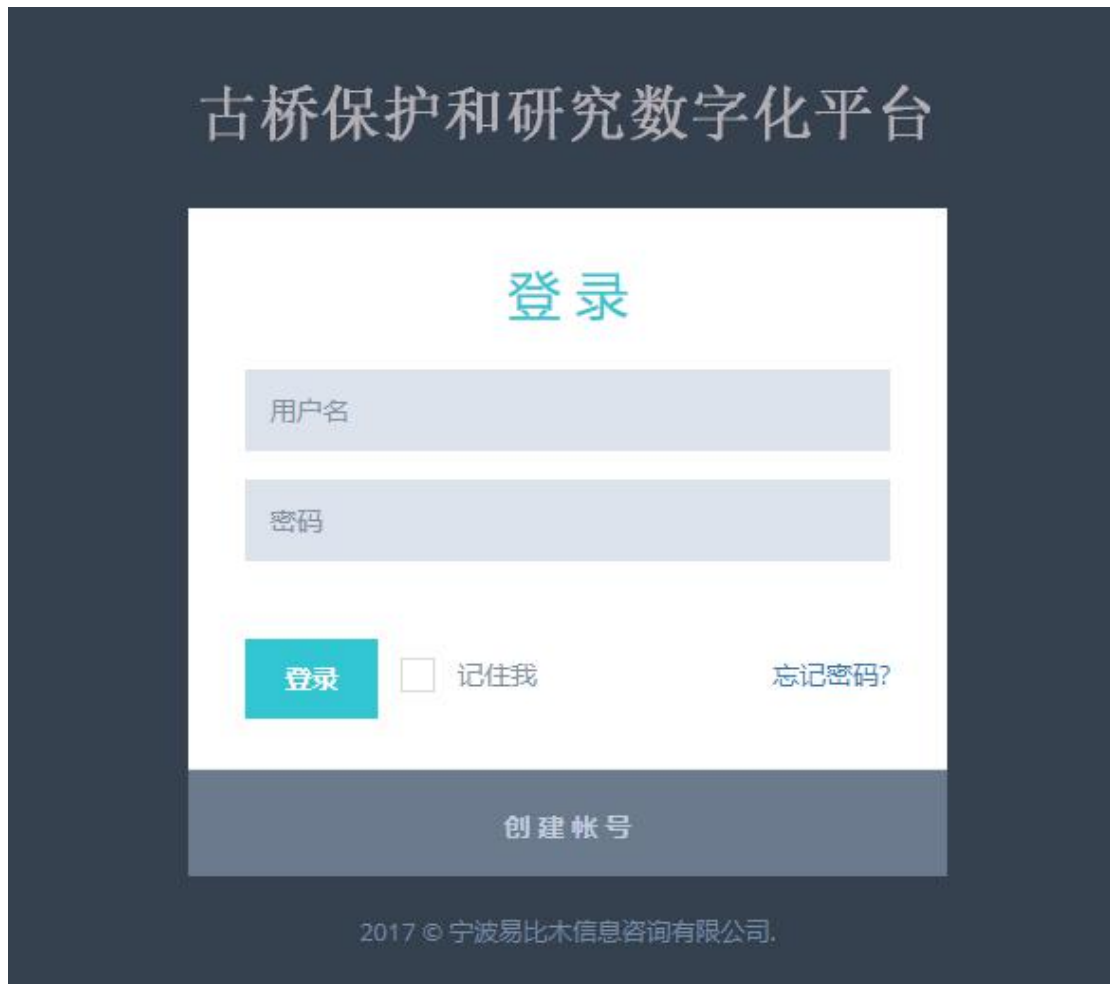 古桥保护和研究数字化平台
登录
用户名
密码
登录 记住我 忘记密码?
创建帐号
2017 © 宁波易比木信息咨询有限公司.